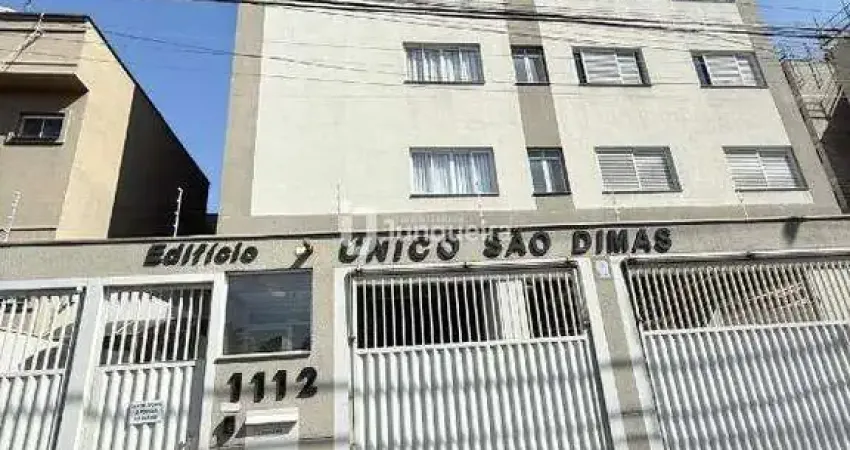 Edifício ÚNICO SÃO DIMAS
1112